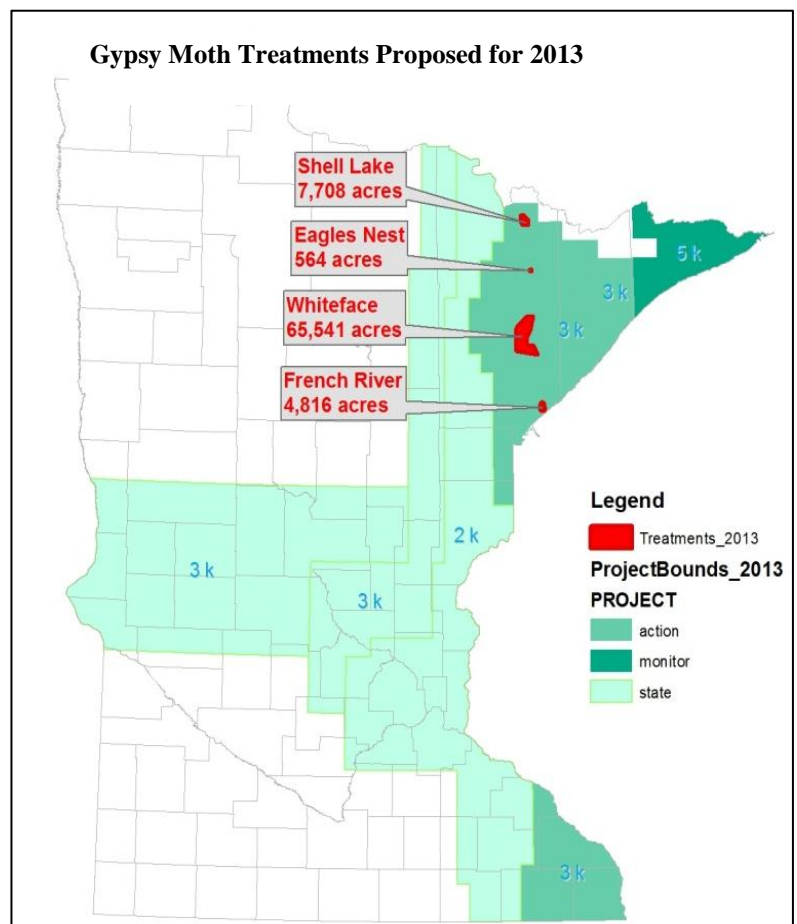 Gypsy Moth Treatments Proposed for 2013
Shell Lake
7,708 acres
Eagles Nest
564 acres
Whiteface
65,541 acres
French River
4,816 acres
5 k
3 k
3 k
2 k
3 k
3 k
3 k
Legend
Treatments_2013
ProjectBounds_2013
PROJECT
action
monitor
state